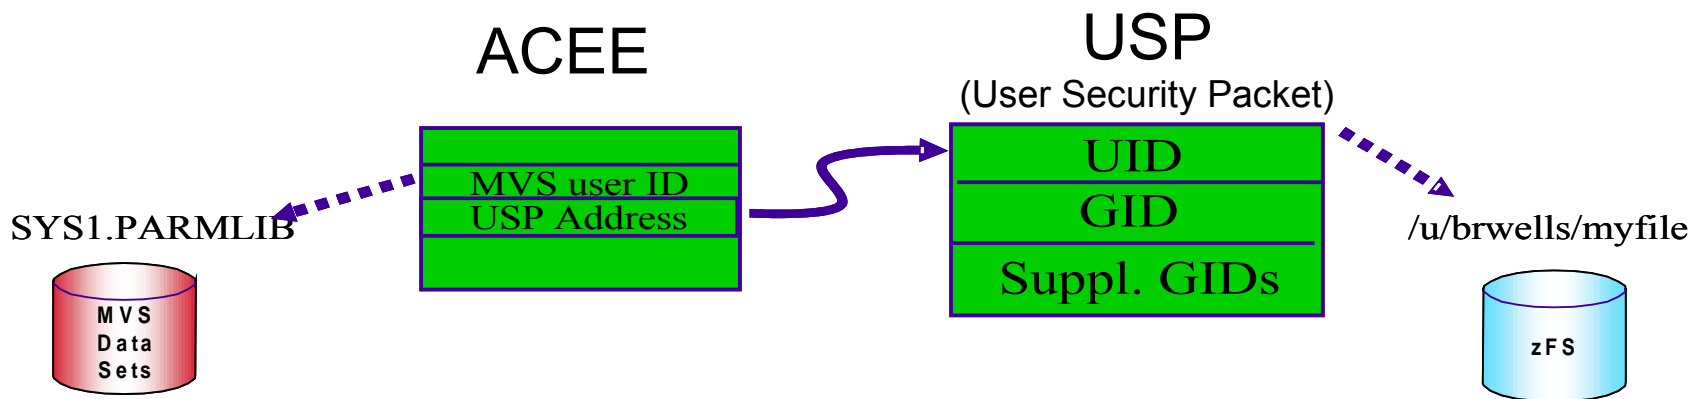 ACEE
USP
(User Security Packet)
MVS user ID
USP Address
UID
GID
Suppl. GIDs
SYS1.PARMLIB
MVS
Data
Sets
/u/brwells/myfile
zFS